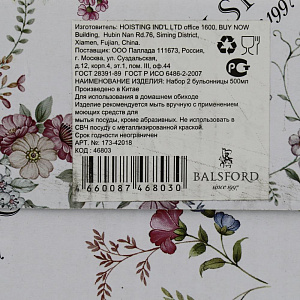 Изготовитель: HOISTING IND'L LTD office 1600, BUY NOW
Building, Hubin Nan Rd.76, Siming District,
Xiamen, Fujian, China.
Поставщик: ООО Паллада 111673, Россия,
г. Москва, ул. Суздальская,
д.12, корп.4, эт.1, пом. III, оф 44
ГОСТ 28391-89 ГОСТ Р ИСО 6486-2-2007
НАИМЕНОВАНИЕ ИЗДЕЛИЯ: Набор 2 бульонницы 500мл
Произведено в Китае
Для использования в домашнем обиходе
Изделие рекомендуется мыть вручную с применением
моющих средств для
мытья посуды, кроме абразивных. Не использовать в
СВЧ посуду с металлизированной краской.
Срок годности неограничен
АРТ. №: 173-42018
КОД : 46803
4 660087 468030
BALSFORD
since 1997